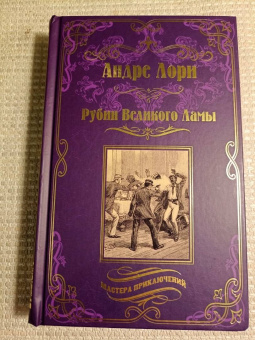 Андре Лори
Рубин Великого Ламы
Мастера приключений